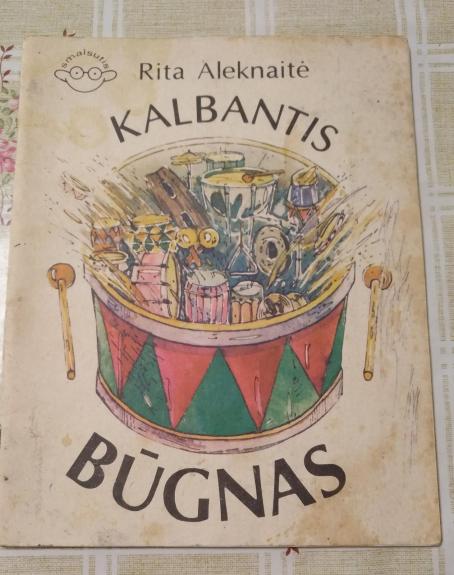 smalsutis
Rita Aleknaitė
KALBANTIS
BŪGNAS